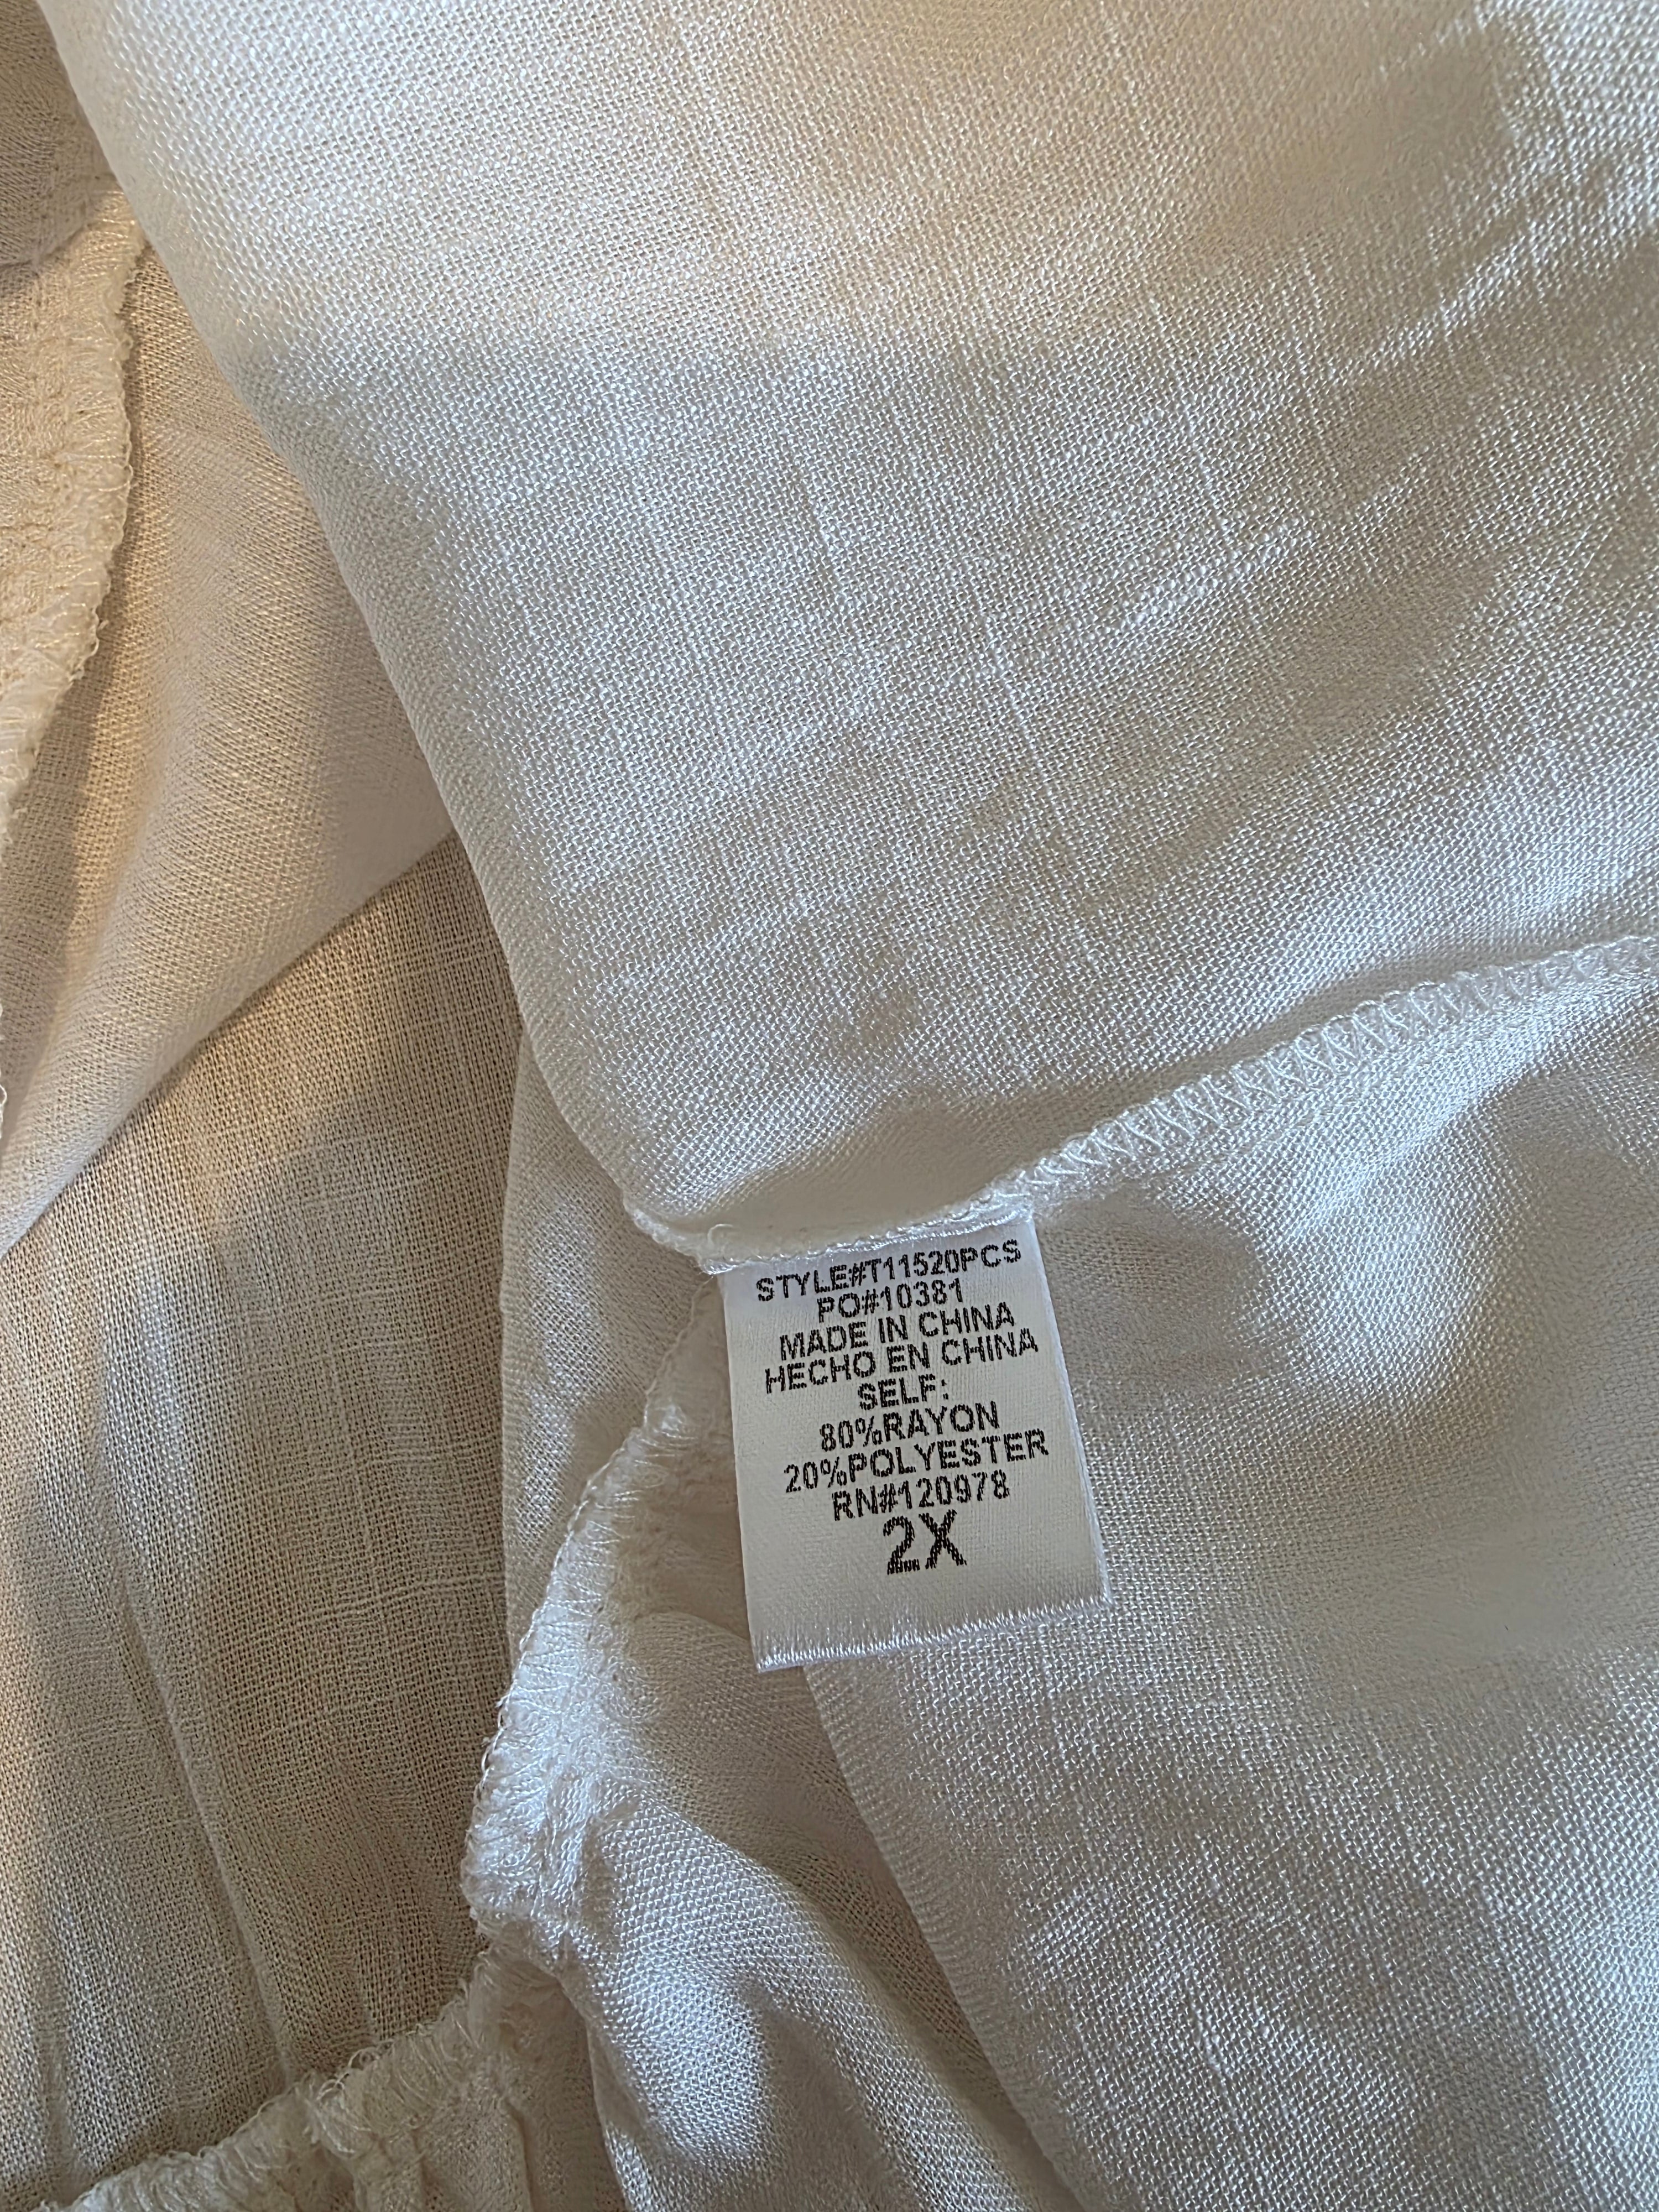 STYLE#T11520PCS
PO#10381
MADE IN CHINA
HECHO EN CHINA
SELF:
80%RAYON
20%POLYESTER
RN#120978
2X